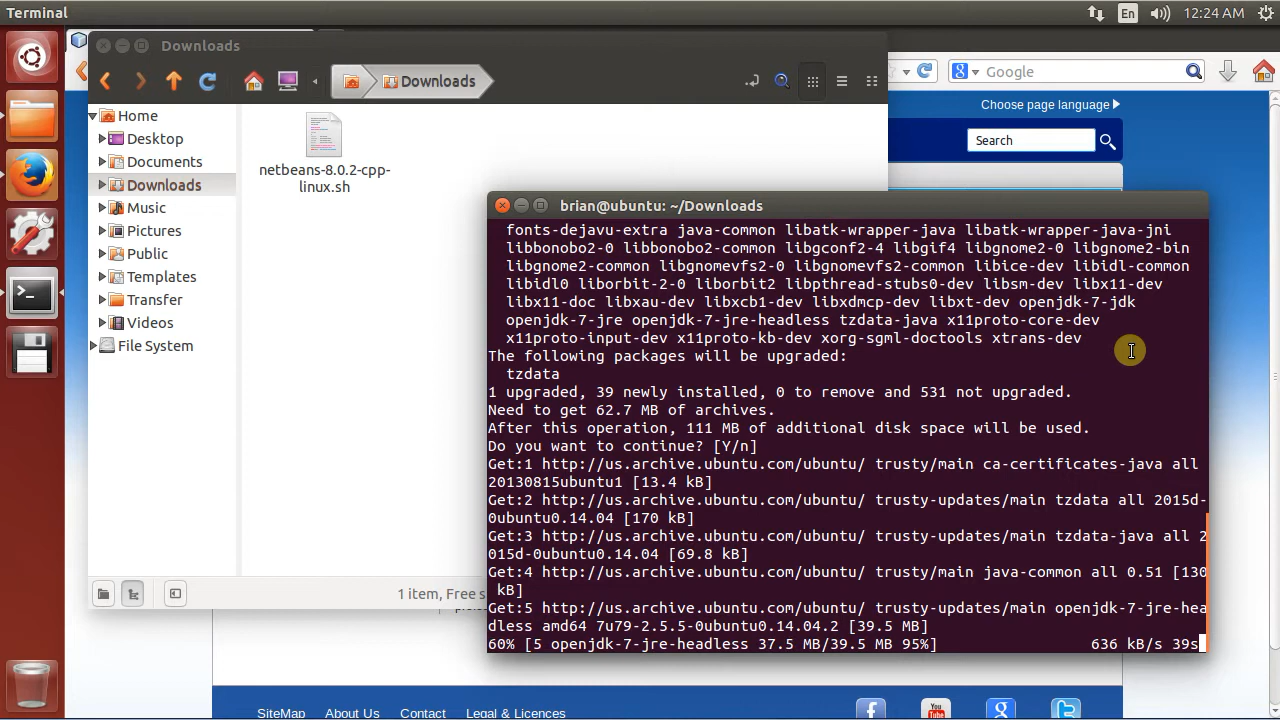 Terminal
En
12:24 AM
Downloads
Downloads
Google
Choose page language
Search
Home
Desktop
Documents
Downloads
Music
Pictures
Public
Templates
Transfer
Videos
File System
netbeans-8.0.2-cpp-
linux.sh
1 item, Free s
brian@ubuntu: ~/Downloads
fonts-dejavu-extra java-common libatk-wrapper-java libatk-wrapper-java-jni
libbonobo2-0 libbonobo2-common libgconf2-4 libgif4 libgnome2-0 libgnome2-bin
libgnome2-common libgnomevfs2-0 libgnomevfs2-common libice-dev libidl-common
libidl0 liborbit-2-0 liborbit2 libpthread-stubs0-dev libsm-dev libx11-dev
libx11-doc libxau-dev libxcb1-dev libxdmcp-dev libxt-dev openjdk-7-jdk
openjdk-7-jre openjdk-7-jre-headless tzdata-java x11proto-core-dev
x11proto-input-dev x11proto-kb-dev xorg-sgml-doctools xtrans-dev
The following packages will be upgraded:
tzdata
1 upgraded, 39 newly installed, 0 to remove and 531 not upgraded.
Need to get 62.7 MB of archives.
After this operation, 111 MB of additional disk space will be used.
Do you want to continue? [Y/n]
Get:1 http://us.archive.ubuntu.com/ubuntu/ trusty/main ca-certificates-java all
20130815ubuntu1 [13.4 kB]
Get:2 http://us.archive.ubuntu.com/ubuntu/ trusty-updates/main tzdata all 2015d-
0ubuntu0.14.04 [170 kB]
Get:3 http://us.archive.ubuntu.com/ubuntu/ trusty-updates/main tzdata-java all 2
015d-0ubuntu0.14.04 [69.8 kB]
Get:4 http://us.archive.ubuntu.com/ubuntu/ trusty/main java-common all 0.51 [130
kB]
Get:5 http://us.archive.ubuntu.com/ubuntu/ trusty-updates/main openjdk-7-jre-hea
dless amd64 7u79-2.5.5-0ubuntu0.14.04.2 [39.5 MB]
60% [5 openjdk-7-jre-headless 37.5 MB/39.5 MB 95%] 636 kB/s 39s
SiteMap About Us Contact Legal & Licences